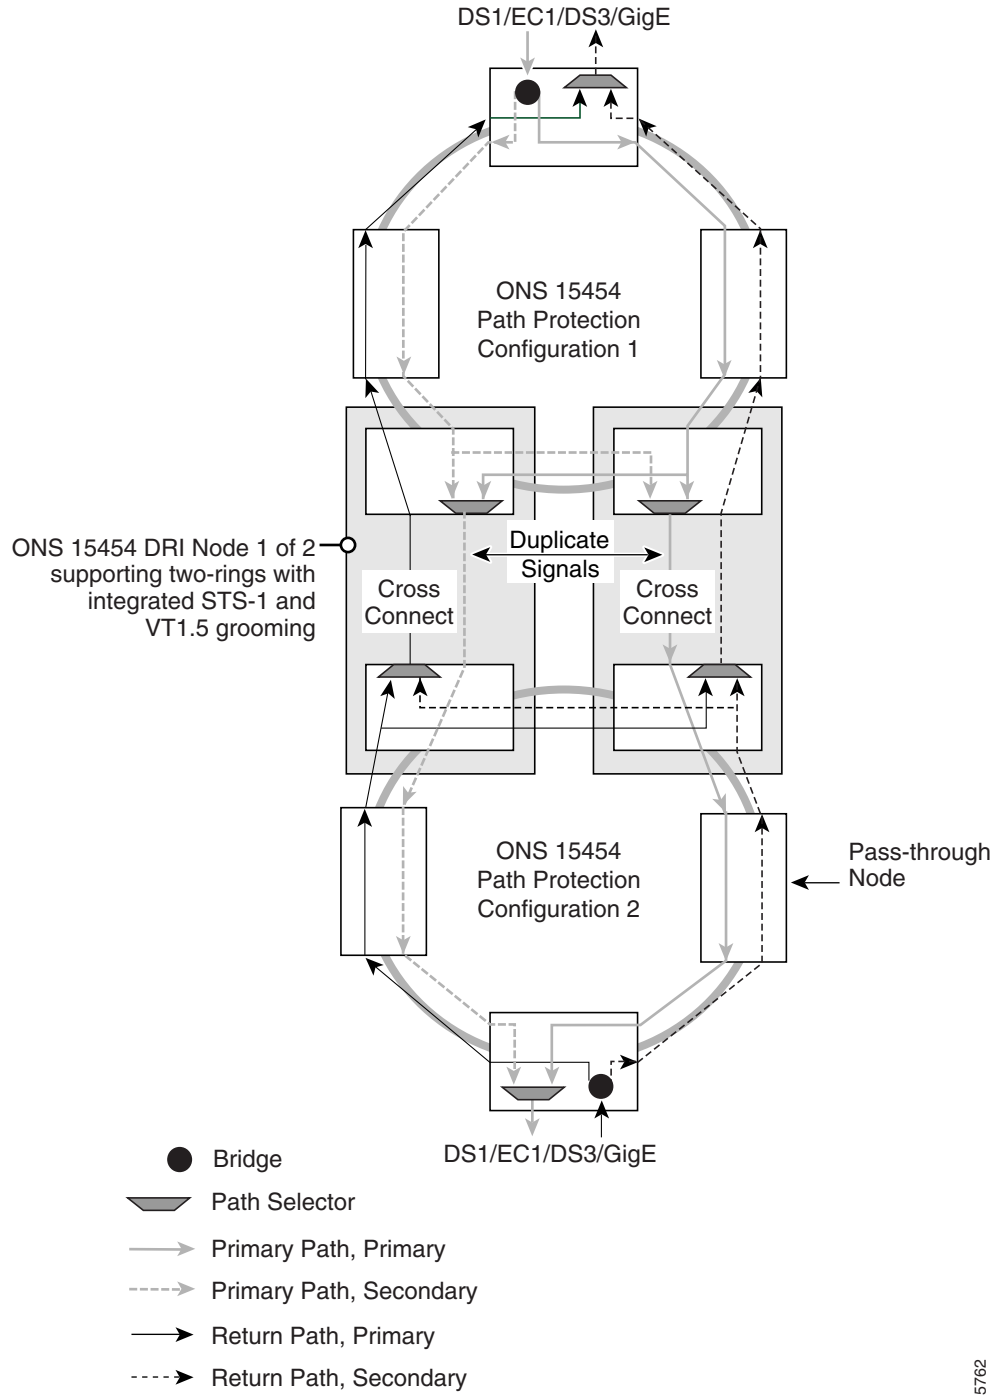 DS1/EC1/DS3/GigE
ONS 15454
Path Protection
Configuration 1
ONS 15454 DRI Node 1 of 2
supporting two-rings with
integrated STS-1 and
VT1.5 grooming
Duplicate
Signals
Cross
Connect
Cross
Connect
ONS 15454
Path Protection
Configuration 2
Pass-through
Node
DS1/EC1/DS3/GigE
Bridge
Path Selector
Primary Path, Primary
Primary Path, Secondary
Return Path, Primary
Return Path, Secondary
5762